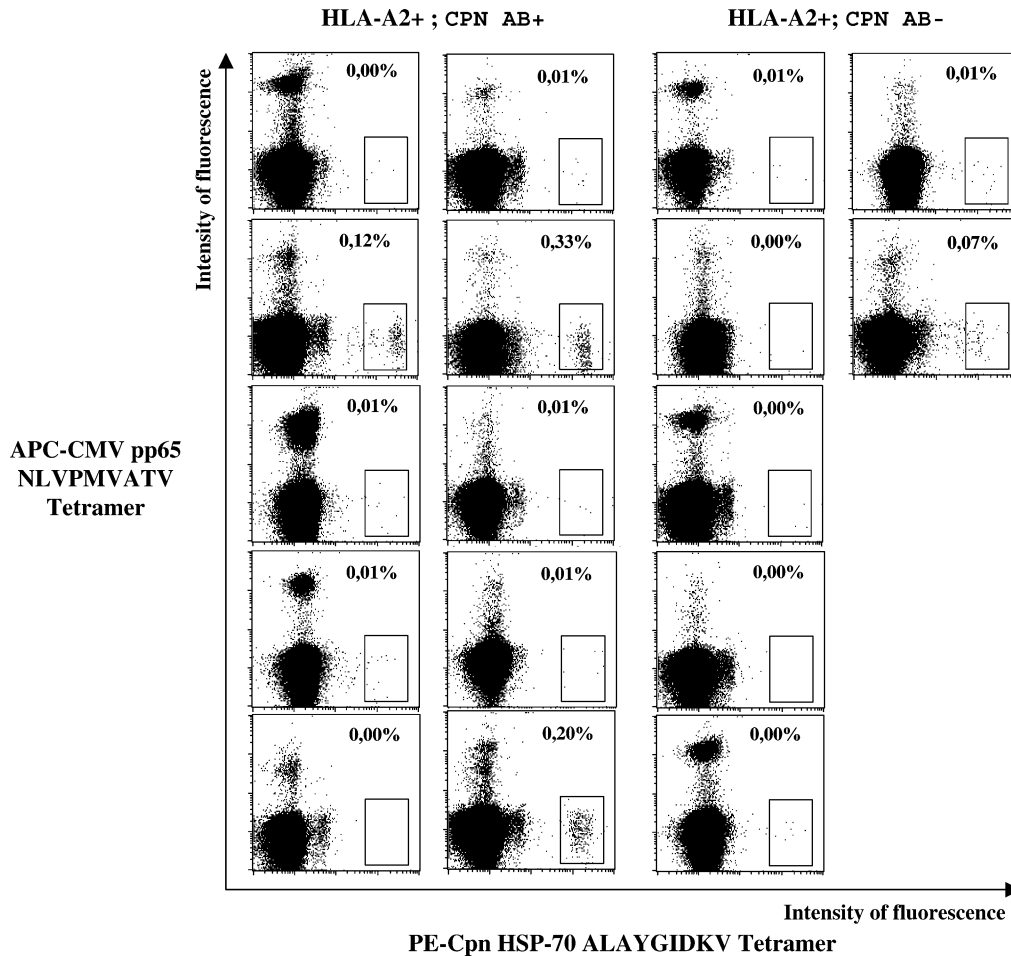 HLA-A2+ ; CPN AB+
HLA-A2+; CPN AB-
Intensity of fluorescence
0,00%
0,01%
0,01%
0,01%
0,12%
0,33%
0,00%
0,07%
APC-CMV pp65
NLVPMVATV
Tetramer
0,01%
0,01%
0,00%
0,01%
0,01%
0,00%
0,00%
0,20%
0,00%
Intensity of fluorescence
PE-Cpn HSP-70 ALAYGIDKV Tetramer